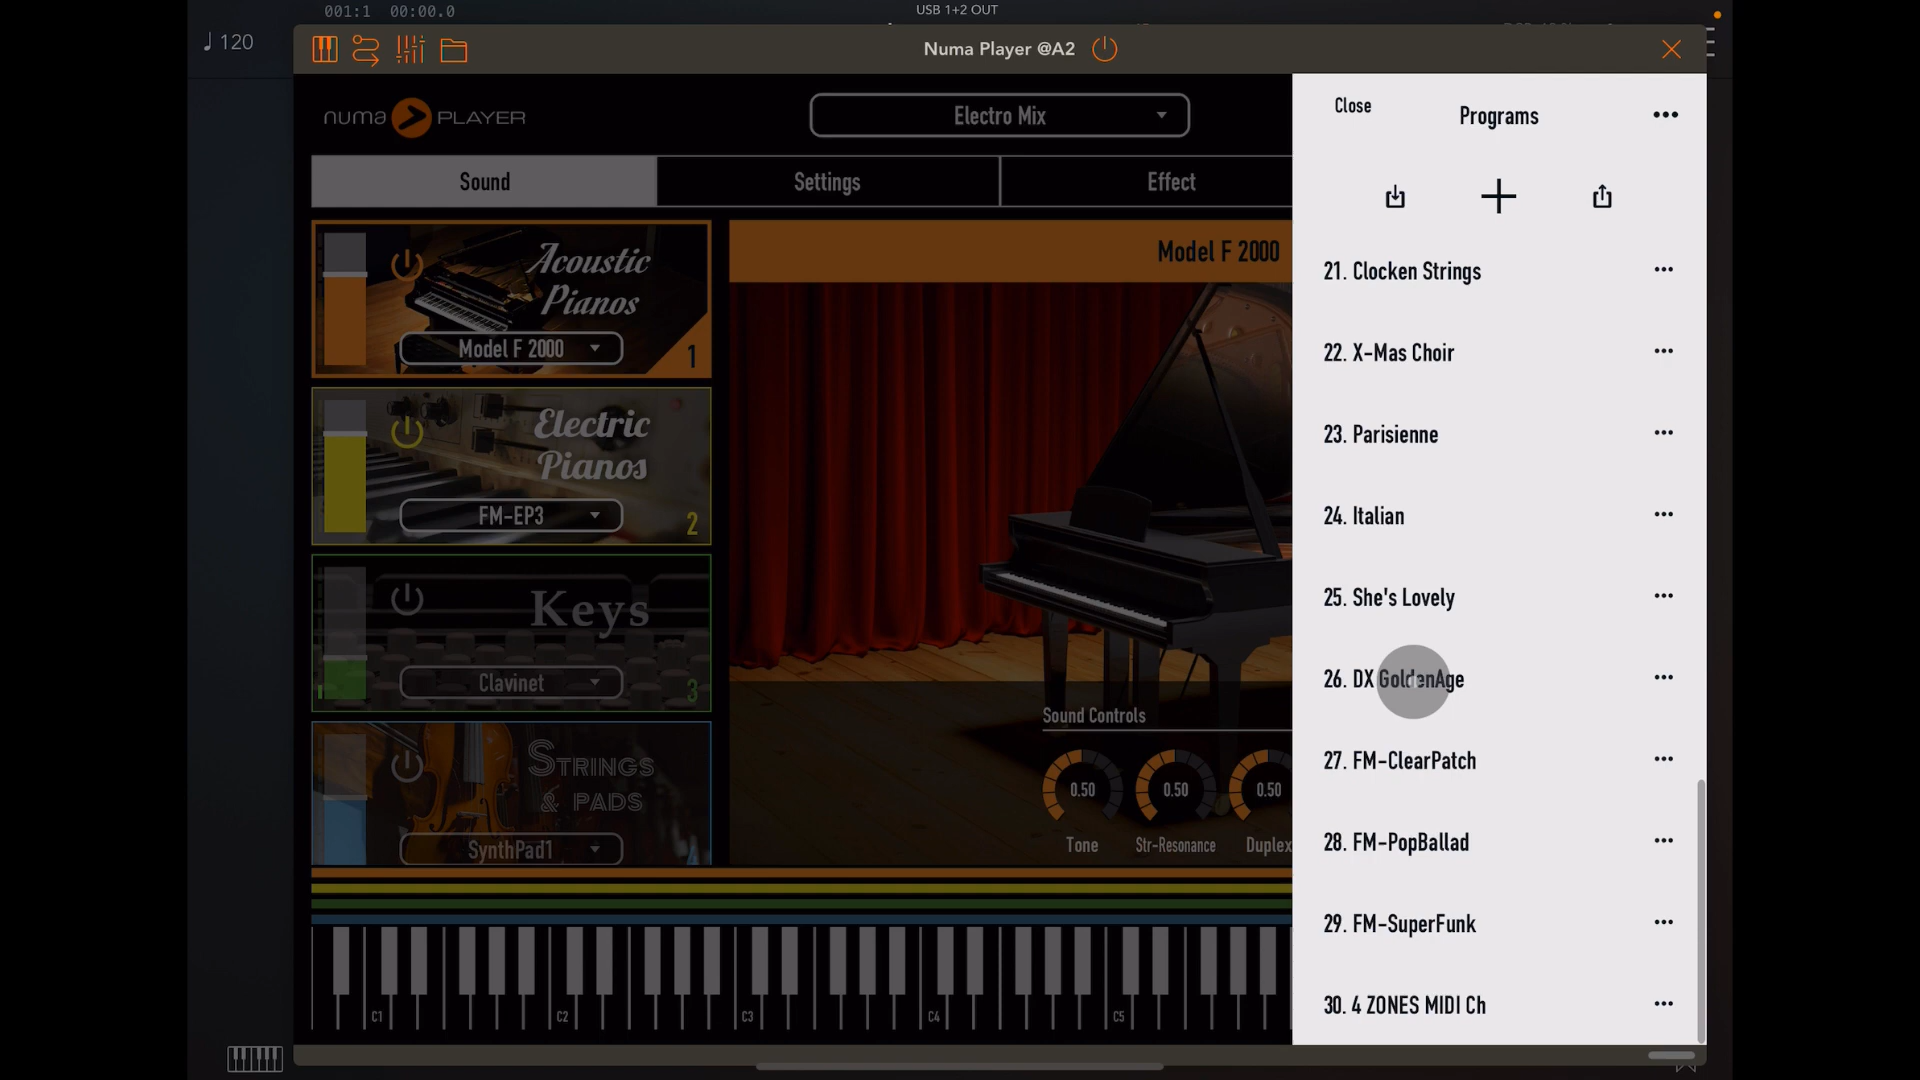 001:1 00:00.0
USB 1+2 OUT
♩ 120
Numa Player @A2
numa PLAYER
Electro Mix
Sound
Settings
Effect
Acoustic
Pianos
Model F 2000
1
Electric
Pianos
FM-EP3
2
Keys
Clavinet
3
STRINGS
& PADS
SynthPad1
Model F 2000
Sound Controls
0.50
0.50
0.50
Tone
Str-Resonance
Duplex
C1
C2
C3
C4
C5
Close
Programs
21. Clocken Strings
22. X-Mas Choir
23. Parisienne
24. Italian
25. She's Lovely
26. DX GoldenAge
27. FM-ClearPatch
28. FM-PopBallad
29. FM-SuperFunk
30. 4 ZONES MIDI Ch